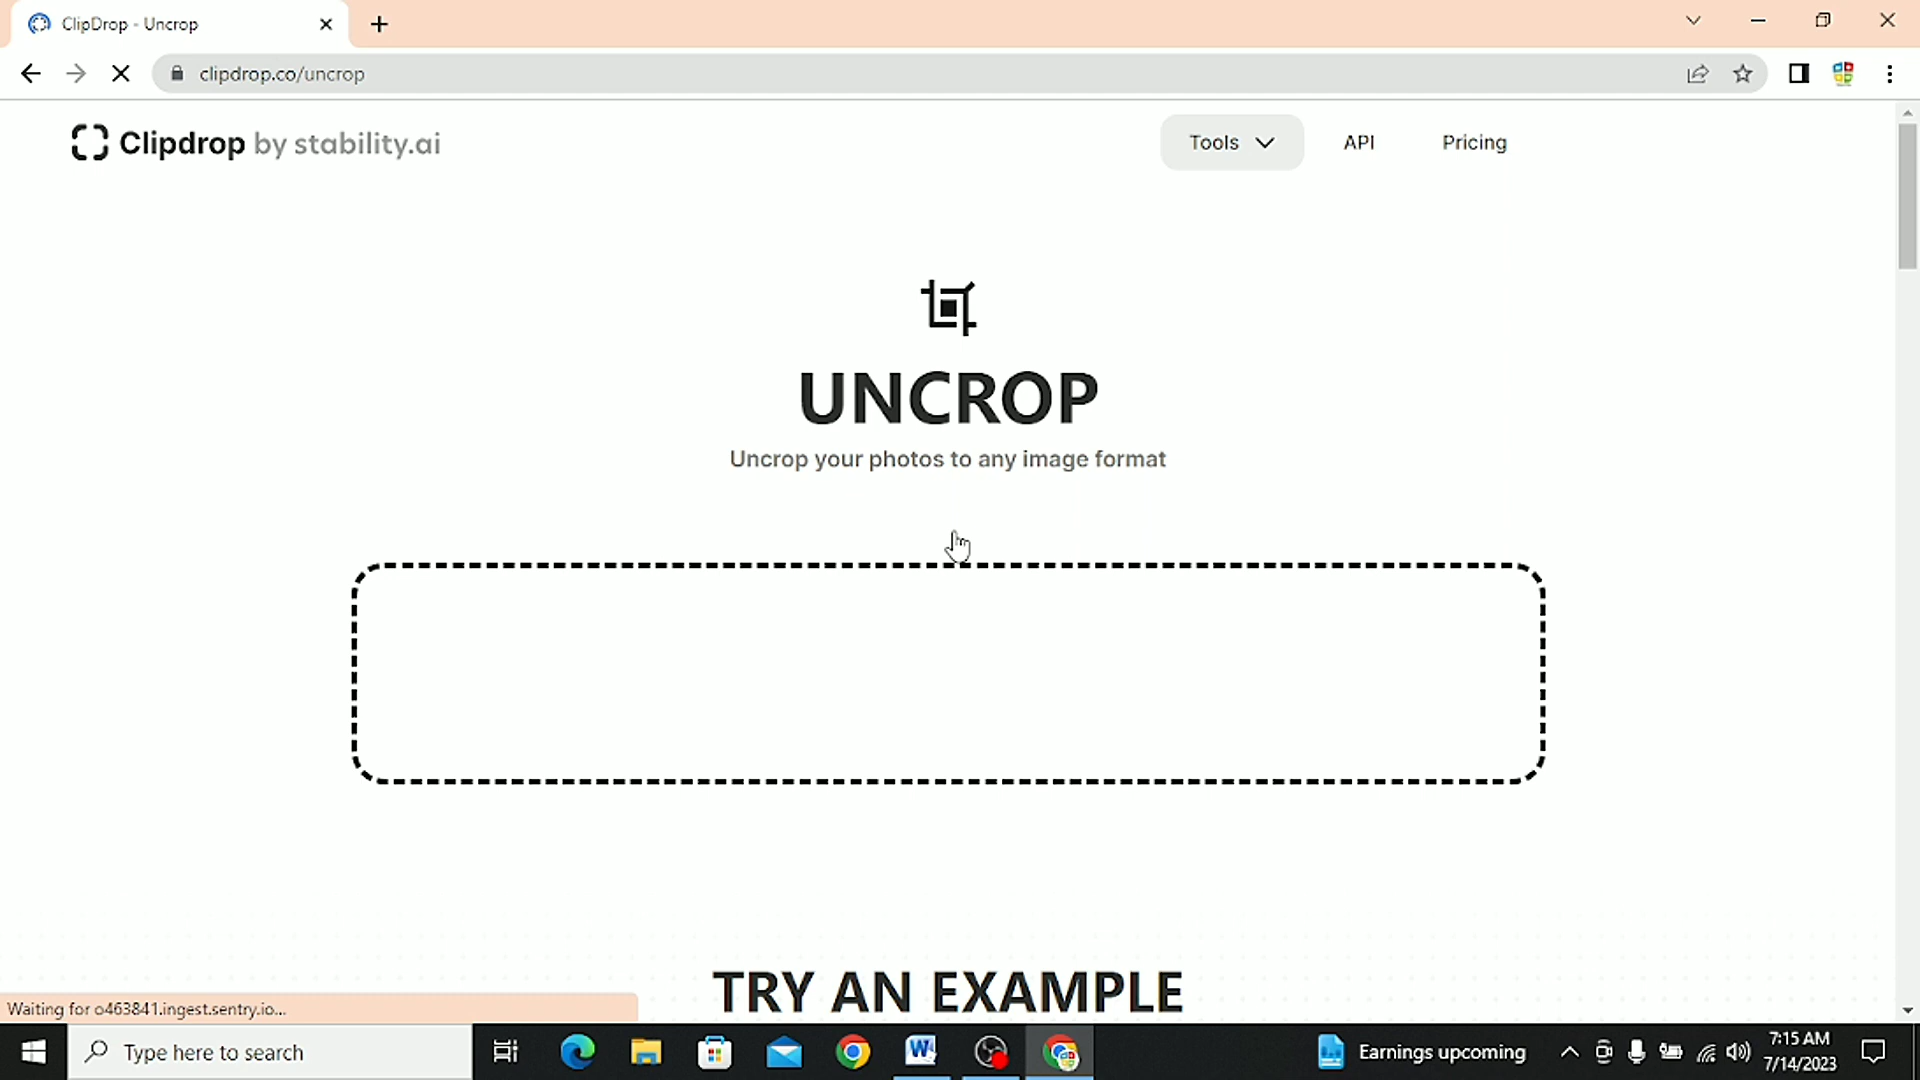 ClipDrop - Uncrop
clipdrop.co/uncrop
Clipdrop by stability.ai
Tools
API
Pricing
UNCROP
Uncrop your photos to any image format
TRY AN EXAMPLE
Waiting for o463841.ingest.sentry.io...
Type here to search
Earnings upcoming
7:15 AM
7/14/2023